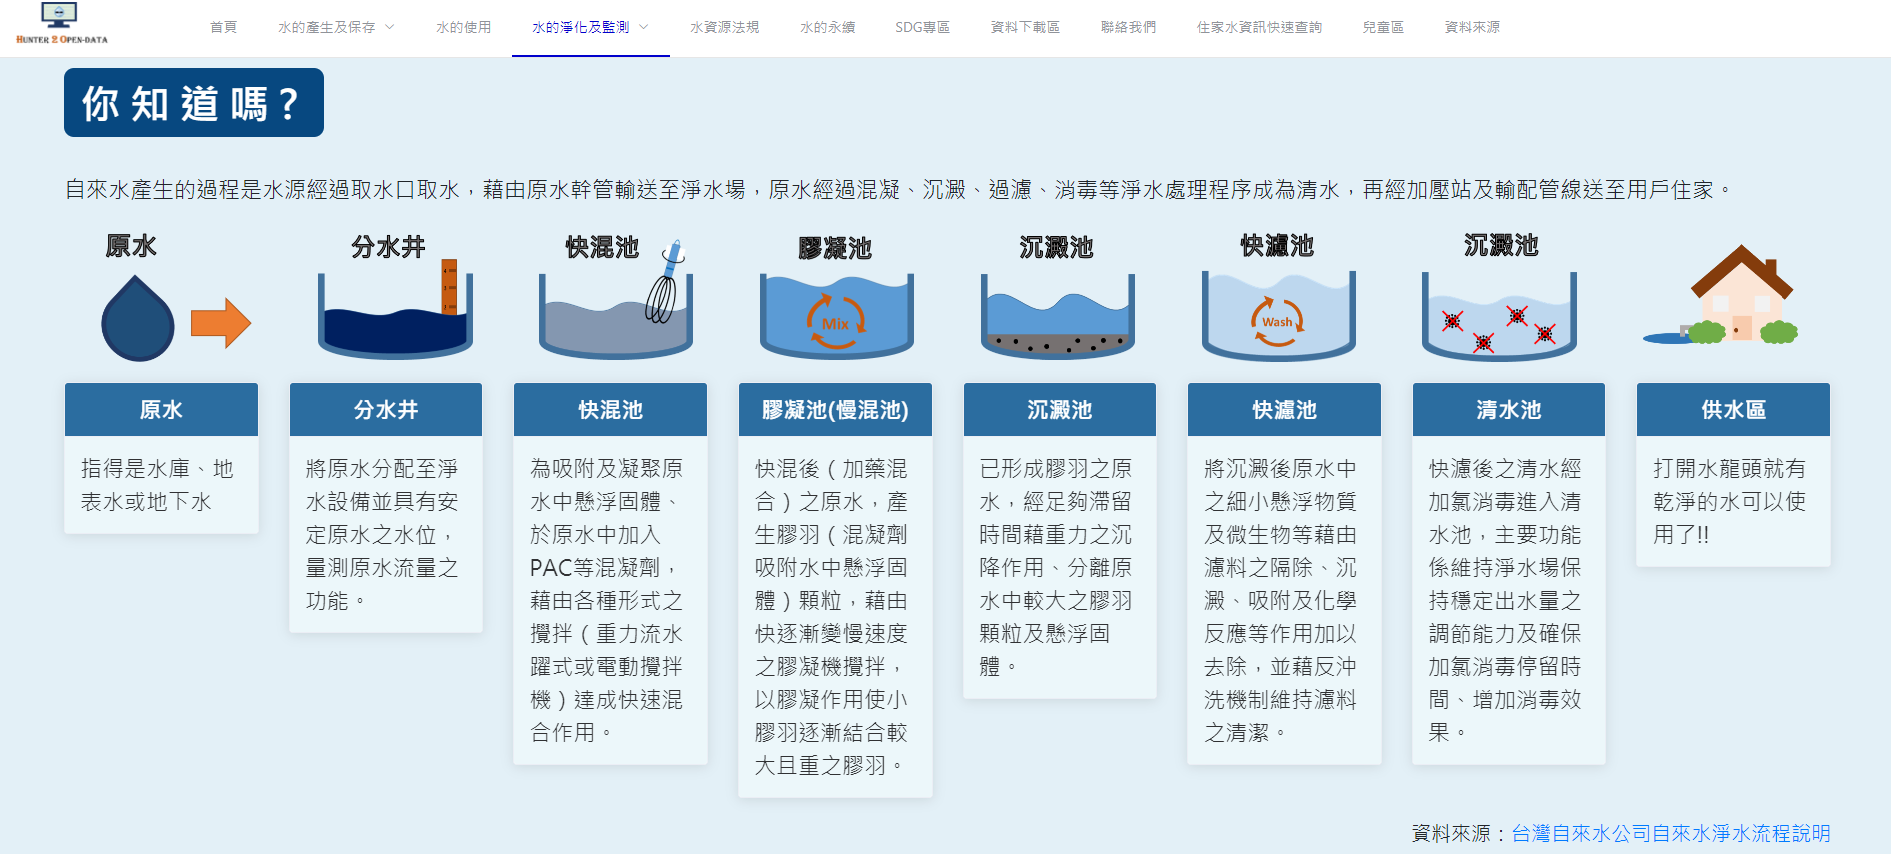 HUNTER 2 OPEN-DATA
首頁 水的產生及保存 水的使用 水的淨化及監測 水資源法規 水的永續 SDG專區 資料下載區 聯絡我們 住家水資訊快速查詢 兒童區 資料來源
你知道嗎?
自來水產生的過程是水源經過取水口取水，藉由原水幹管輸送至淨水場，原水經過混凝、沉澱、過濾、消毒等淨水處理程序成為清水，再經加壓站及輸配管線送至用戶住家。
原水 分水井 快混池 膠凝池 沉澱池 快濾池 沉澱池
Mix
Wash
原水
指得是水庫、地
表水或地下水
分水井
將原水分配至淨
水設備並具有安
定原水之水位，
量測原水流量之
功能。
快混池
為吸附及凝聚原
水中懸浮固體、
於原水中加入
PAC等混凝劑，
藉由各種形式之
攪拌（重力流水
躍式或電動攪拌
機）達成快速混
合作用。
膠凝池(慢混池)
快混後（加藥混
合）之原水，產
生膠羽（混凝劑
吸附水中懸浮固
體）顆粒，藉由
快逐漸變慢速度
之膠凝機攪拌，
以膠凝作用使小
膠羽逐漸結合較
大且重之膠羽。
沉澱池
已形成膠羽之原
水，經足夠滯留
時間藉重力之沉
降作用、分離原
水中較大之膠羽
顆粒及懸浮固
體。
快濾池
將沉澱後原水中
之細小懸浮物質
及微生物等藉由
濾料之隔除、沉
澱、吸附及化學
反應等作用加以
去除，並藉反沖
洗機制維持濾料
之清潔。
清水池
快濾後之清水經
加氯消毒進入清
水池，主要功能
係維持淨水場保
持穩定出水量之
調節能力及確保
加氯消毒停留時
間、增加消毒效
果。
供水區
打開水龍頭就有
乾淨的水可以使
用了!!
資料來源：台灣自來水公司自來水淨水流程說明